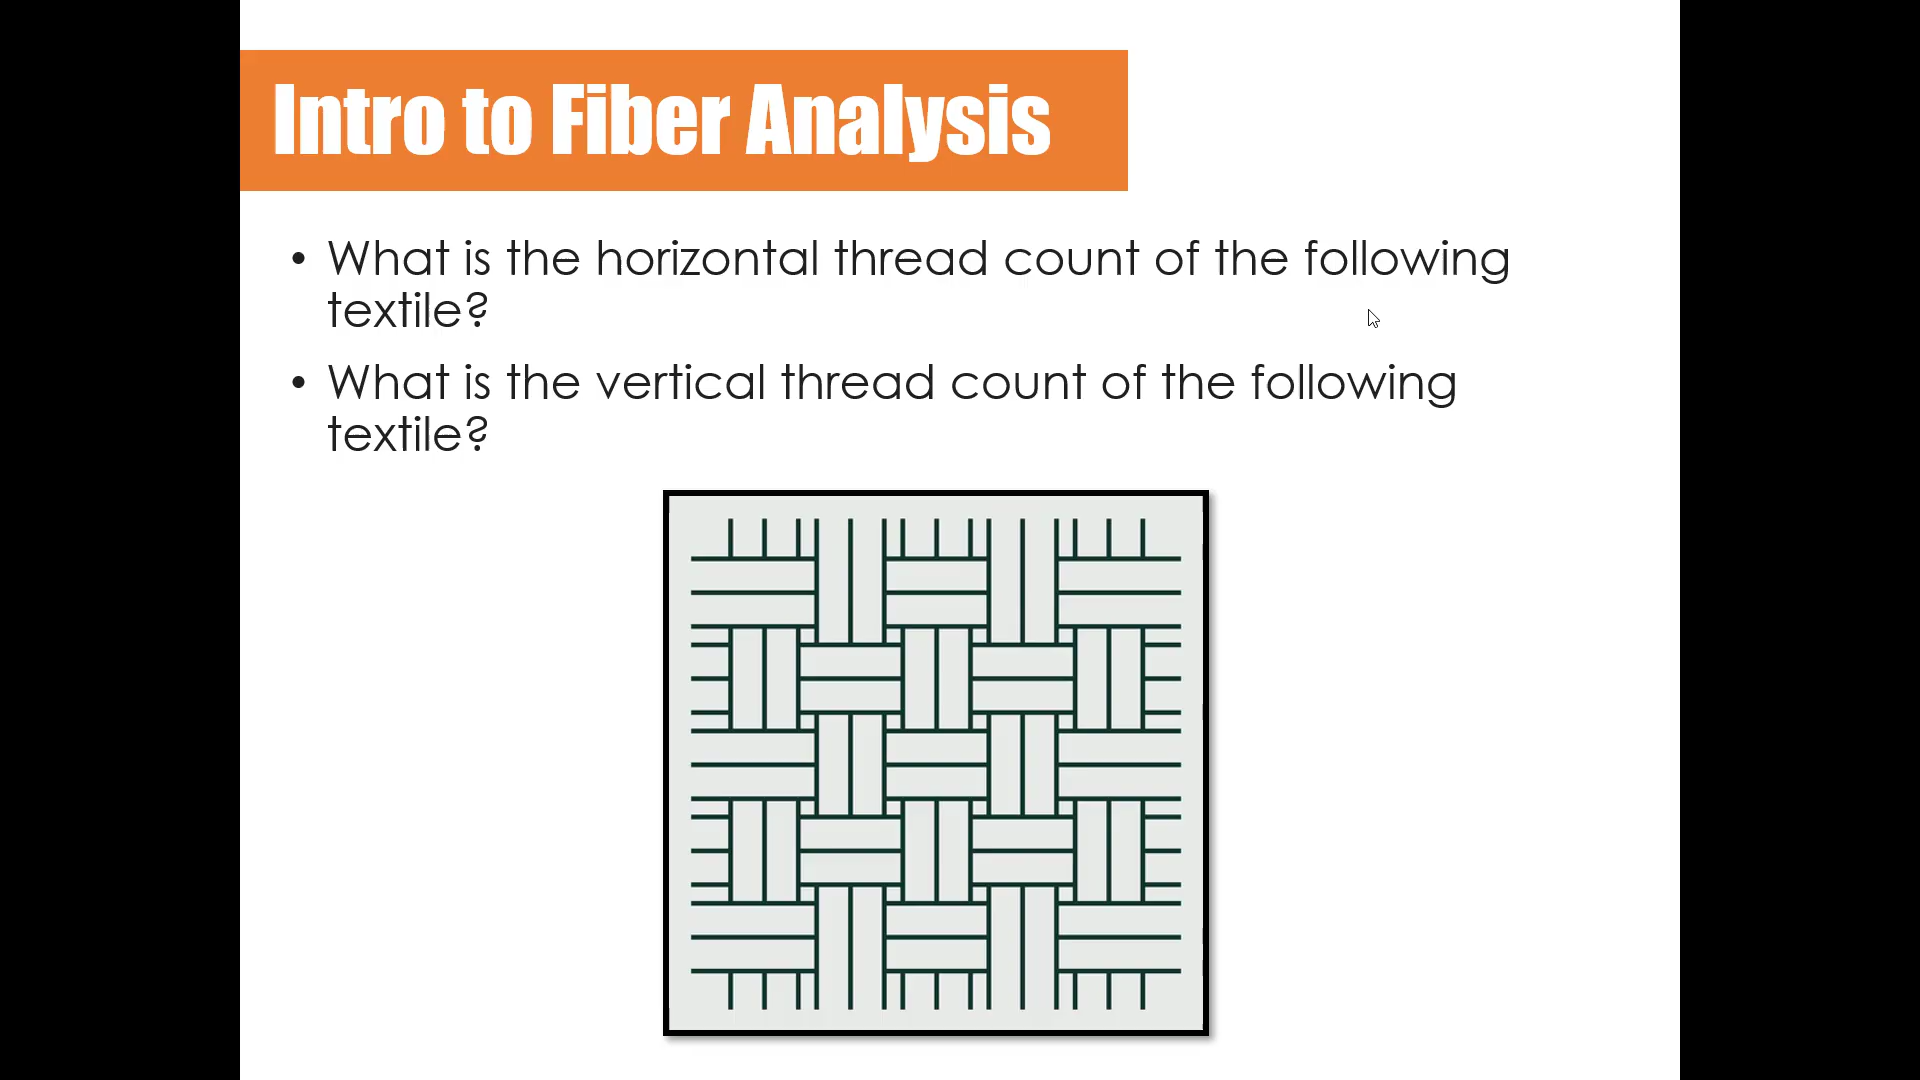 Intro to Fiber Analysis
• What is the horizontal thread count of the following
textile?
• What is the vertical thread count of the following
textile?